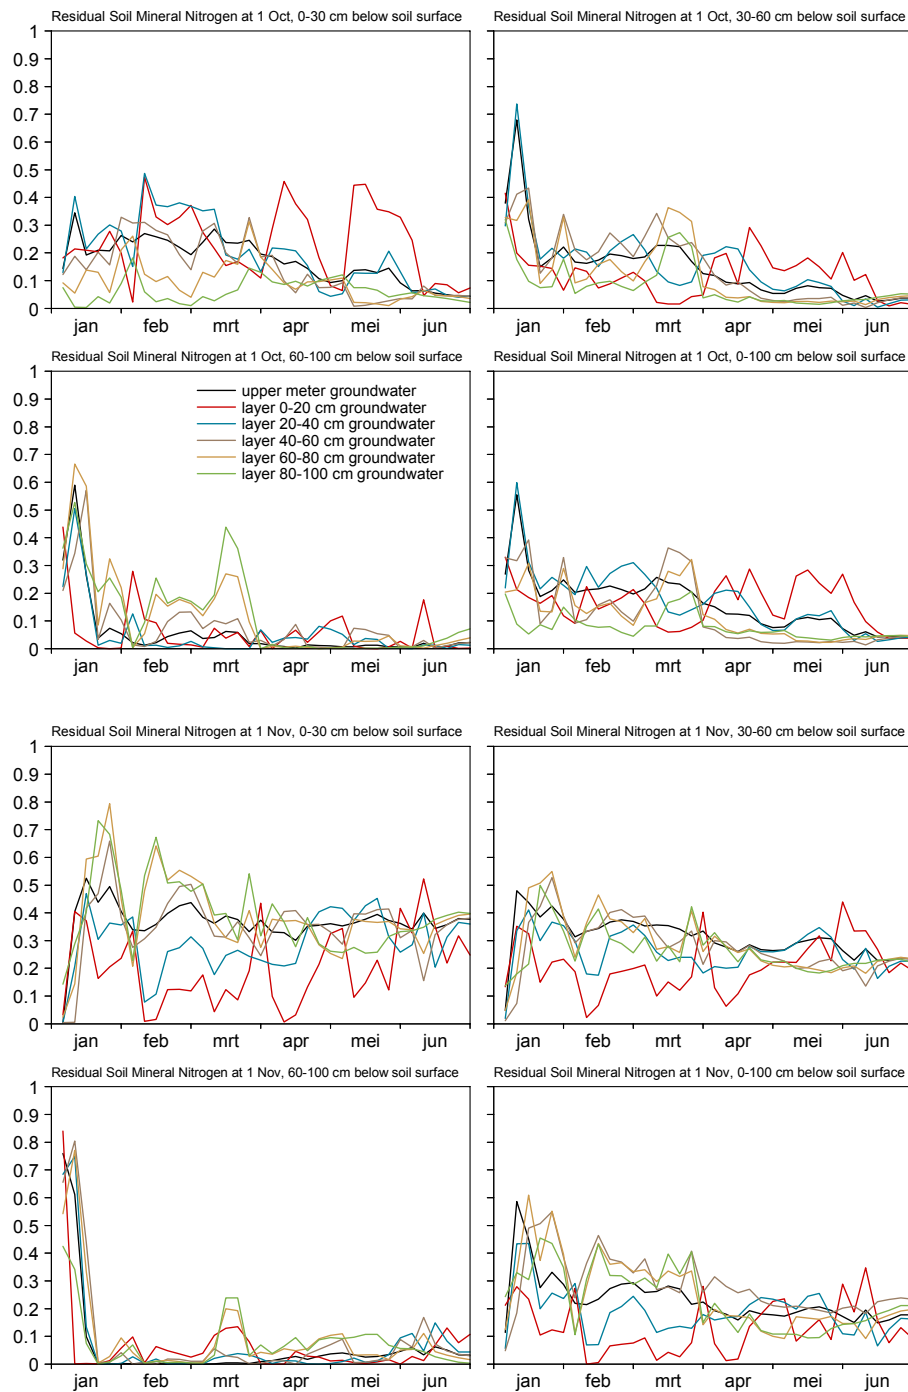 Residual Soil Mineral Nitrogen at 1 Oct, 0-30 cm below soil surface
Residual Soil Mineral Nitrogen at 1 Oct, 30-60 cm below soil surface
1
0.9
0.8
0.7
0.6
0.5
0.4
0.3
0.2
0.1
0
jan feb mrt apr mei jun
jan feb mrt apr mei jun
Residual Soil Mineral Nitrogen at 1 Oct, 60-100 cm below soil surface
Residual Soil Mineral Nitrogen at 1 Oct, 0-100 cm below soil surface
1
0.9
0.8
0.7
0.6
0.5
0.4
0.3
0.2
0.1
0
upper meter groundwater
layer 0-20 cm groundwater
layer 20-40 cm groundwater
layer 40-60 cm groundwater
layer 60-80 cm groundwater
layer 80-100 cm groundwater
jan feb mrt apr mei jun
jan feb mrt apr mei jun
Residual Soil Mineral Nitrogen at 1 Nov, 0-30 cm below soil surface
Residual Soil Mineral Nitrogen at 1 Nov, 30-60 cm below soil surface
1
0.9
0.8
0.7
0.6
0.5
0.4
0.3
0.2
0.1
0
jan feb mrt apr mei jun
jan feb mrt apr mei jun
Residual Soil Mineral Nitrogen at 1 Nov, 60-100 cm below soil surface
Residual Soil Mineral Nitrogen at 1 Nov, 0-100 cm below soil surface
1
0.9
0.8
0.7
0.6
0.5
0.4
0.3
0.2
0.1
0
jan feb mrt apr mei jun
jan feb mrt apr mei jun